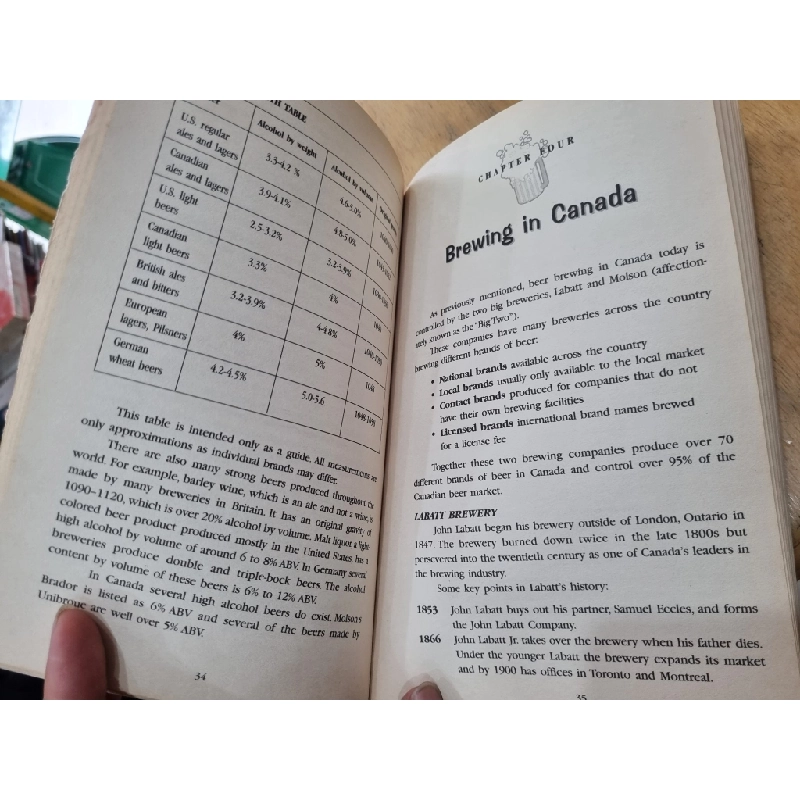 TABLE
Alcohol by weight
Alcohol by volume
U.S. regular
ales and lagers
3.3-4.2 %
Canadian
ales and lagers
3.9-4.1%
4.8-5.0%
U.S. light
beers
2.5-3.2%
Canadian
light beers
3.3%
4%
British ales
and bitters
3.2-3.9%
4-4.8%
European
lagers, Pilsners
4%
5%
German
wheat beers
4.2-4.5%
5.0-5.6
This table is intended only as a guide. All measurements are
only approximations as individual brands may differ.
There are also many strong beers produced throughout the
world. For example, barley wine, which is an ale and not a wine, is
made by many breweries in Britain. It has an original gravity of
1090–1120, which is over 20% alcohol by volume. Malt liquor a light-
colored beer product produced mostly in the United States has a
high alcohol by volume of around 6 to 8% ABV. In Germany several
breweries produce double and triple-bock beers. The alcohol
content by volume of these beers is 6% to 12% ABV.
In Canada several high alcohol beers do exist. Molson's
Brador is listed as 6% ABV and several of the beers made by
Unibroue are well over 5% ABV.
34
CHAPTER FOUR
Brewing in Canada
As previously mentioned, beer brewing in Canada today is
controlled by the two big breweries, Labatt and Molson (affection-
ately known as the "Big Two").
These companies have many breweries across the country
brewing different brands of beer:
• National brands available across the country
• Local brands usually only available to the local market
• Contact brands produced for companies that do not
have their own brewing facilities
• Licensed brands international brand names brewed
for a license fee
Together these two brewing companies produce over 70
different brands of beer in Canada and control over 95% of the
Canadian beer market.
LABATT BREWERY
John Labatt began his brewery outside of London, Ontario in
1847. The brewery burned down twice in the late 1800s but
persevered into the twentieth century as one of Canada's leaders in
the brewing industry.
Some key points in Labatt's history:
1853 John Labatt buys out his partner, Samuel Eccles, and forms
the John Labatt Company.
1866 John Labatt Jr. takes over the brewery when his father dies.
Under the younger Labatt the brewery expands its market
and by 1900 has offices in Toronto and Montreal.
35